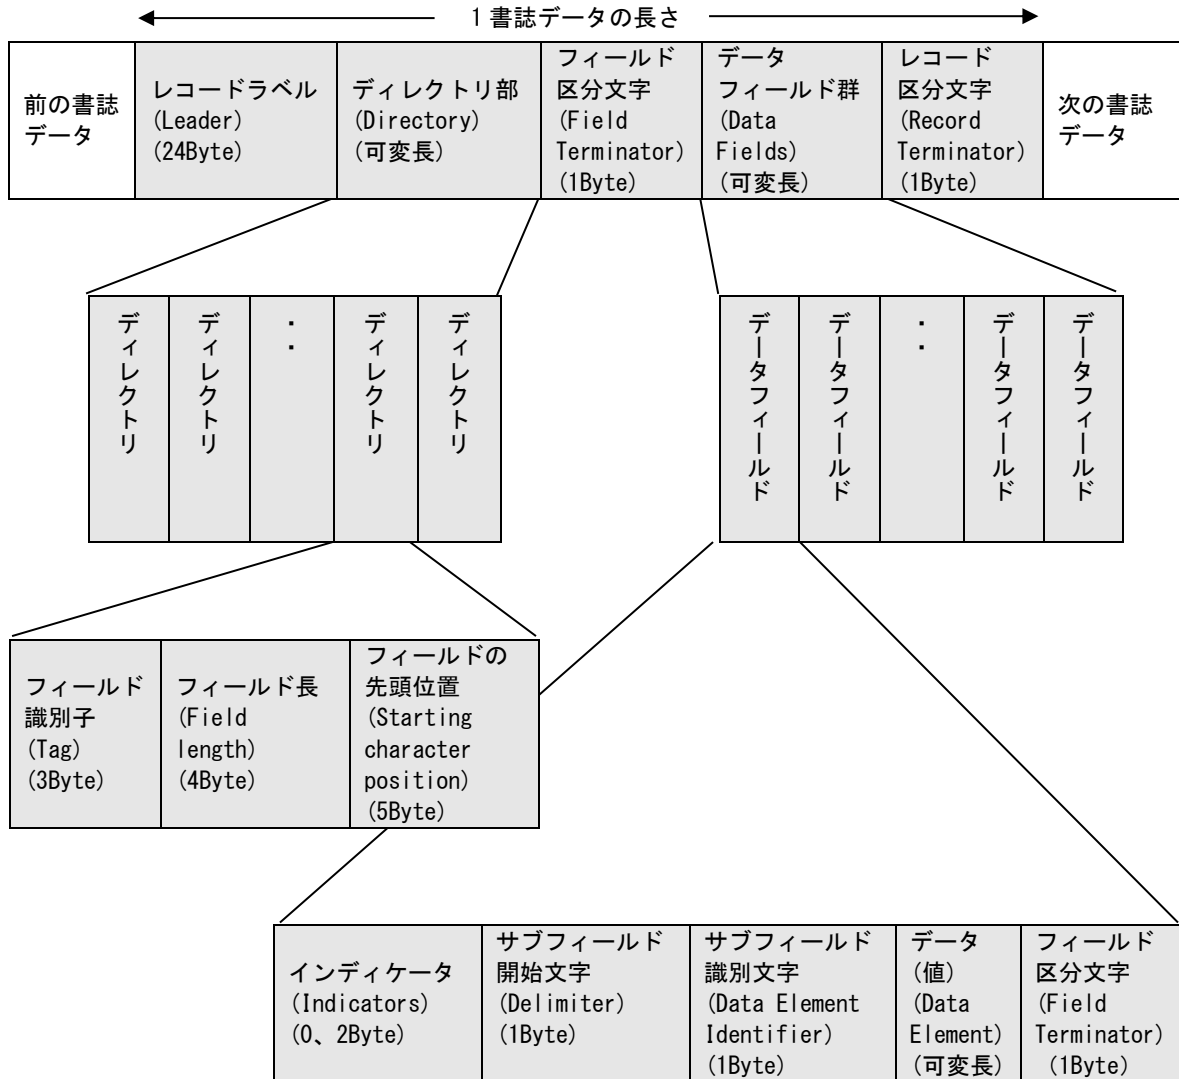 1書誌データの長さ
前の書誌
データ
レコードラベル
(Leader)
(24Byte)
ディレクトリ部
(Directory)
(可変長)
フィールド
区分文字
(Field
Terminator)
(1Byte)
データ
フィールド群
(Data
Fields)
(可変長)
レコード
区分文字
(Record
Terminator)
(1Byte)
次の書誌
データ
ディレクトリ
ディレクトリ
・・
ディレクトリ
ディレクトリ
データフィールド
データフィールド
・・
データフィールド
データフィールド
フィールド
識別子
(Tag)
(3Byte)
フィールド長
(Field
length)
(4Byte)
フィールドの
先頭位置
(Starting
character
position)
(5Byte)
インディケータ
(Indicators)
(0、2Byte)
サブフィールド
開始文字
(Delimiter)
(1Byte)
サブフィールド
識別文字
(Data Element
Identifier)
(1Byte)
データ
(値)
(Data
Element)
(可変長)
フィールド
区分文字
(Field
Terminator)
(1Byte)